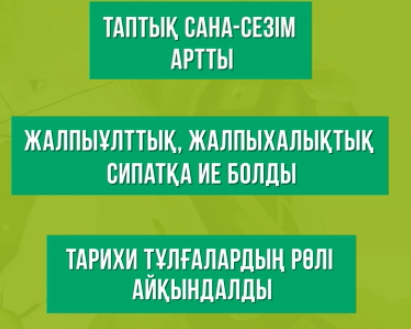 ТАПТЫҚ САНА-СЕЗІМ
АРТТЫ
ЖАЛПЫҰЛТТЫҚ, ЖАЛПЫХАЛЫҚТЫҚ
СИПАТҚА ИЕ БОЛДЫ
ТАРИХИ ТҰЛҒАЛАРДЫҢ РӨЛІ
АЙҚЫНДАЛДЫ